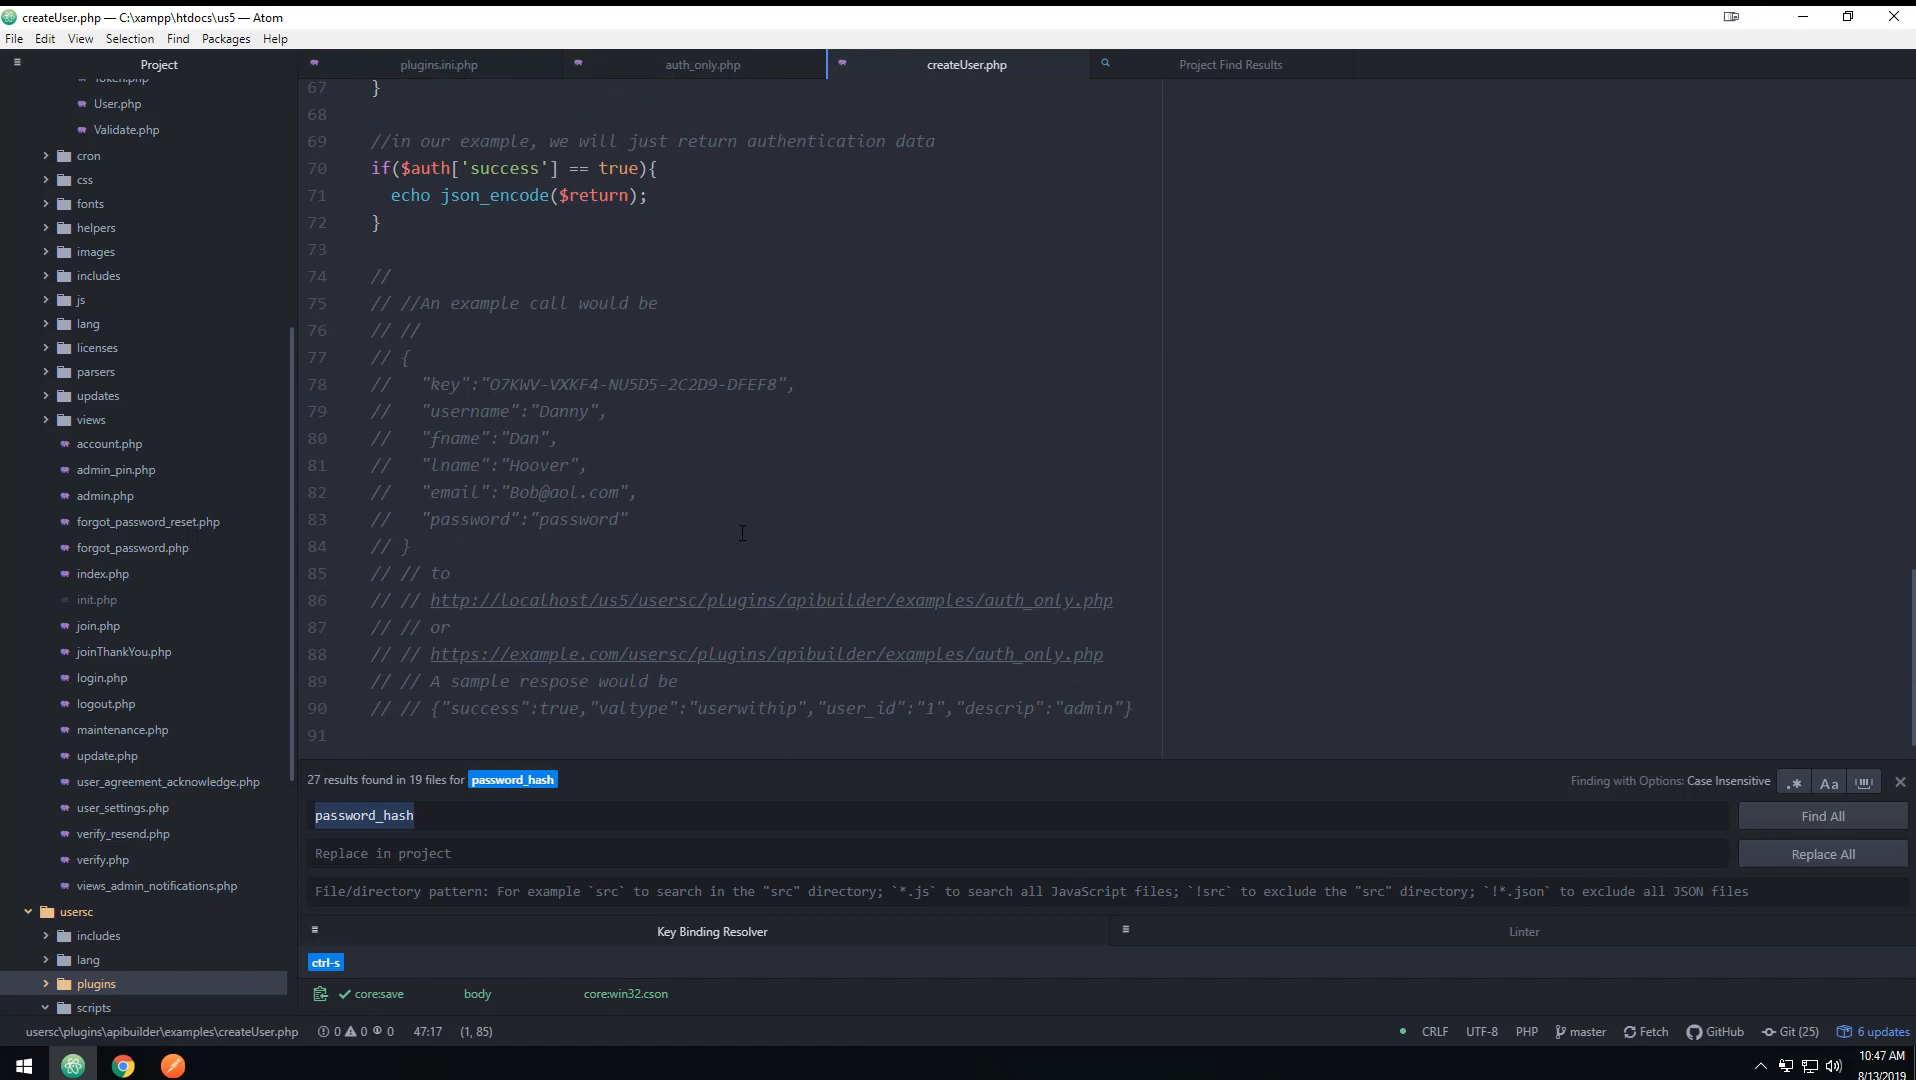 createUser.php — C:\xampp\htdocs\us5 — Atom
File Edit View Selection Find Packages Help
Project
plugins.ini.php
auth_only.php
createUser.php
Project Find Results
Token.php
User.php
Validate.php
cron
css
fonts
helpers
images
includes
js
lang
licenses
parsers
updates
views
account.php
admin_pin.php
admin.php
forgot_password_reset.php
forgot_password.php
index.php
init.php
join.php
joinThankYou.php
login.php
logout.php
maintenance.php
update.php
user_agreement_acknowledge.php
user_settings.php
verify_resend.php
verify.php
views_admin_notifications.php
usersc
includes
lang
plugins
scripts
67 }
68
69 //in our example, we will just return authentication data
70 if($auth['success'] == true){
71 echo json_encode($return);
72 }
73
74 //
75 // //An example call would be
76 // //
77 // {
78 // "key":"O7KWV-VXKF4-NU5D5-2C2D9-DFEF8",
79 // "username":"Danny",
80 // "fname":"Dan",
81 // "lname":"Hoover",
82 // "email":"Bob@aol.com",
83 // "password":"password"
84 // }
85 // // to
86 // // http://localhost/us5/usersc/plugins/apibuilder/examples/auth_only.php
87 // // or
88 // // https://example.com/usersc/plugins/apibuilder/examples/auth_only.php
89 // // A sample respose would be
90 // // {"success":true,"valtype":"userwithip","user_id":"1","descrip":"admin"}
91
27 results found in 19 files for password_hash
Finding with Options: Case Insensitive
.* Aa
password_hash
Find All
Replace in project
Replace All
File/directory pattern: For example `src` to search in the "src" directory; `*.js` to search all JavaScript files; `!src` to exclude the "src" directory; `!*.json` to exclude all JSON files
Key Binding Resolver
Linter
ctrl-s
core:save body core:win32.cson
usersc\plugins\apibuilder\examples\createUser.php 0 0 0 47:17 (1, 85)
CRLF UTF-8 PHP master Fetch GitHub Git (25) 6 updates
10:47 AM
8/13/2019